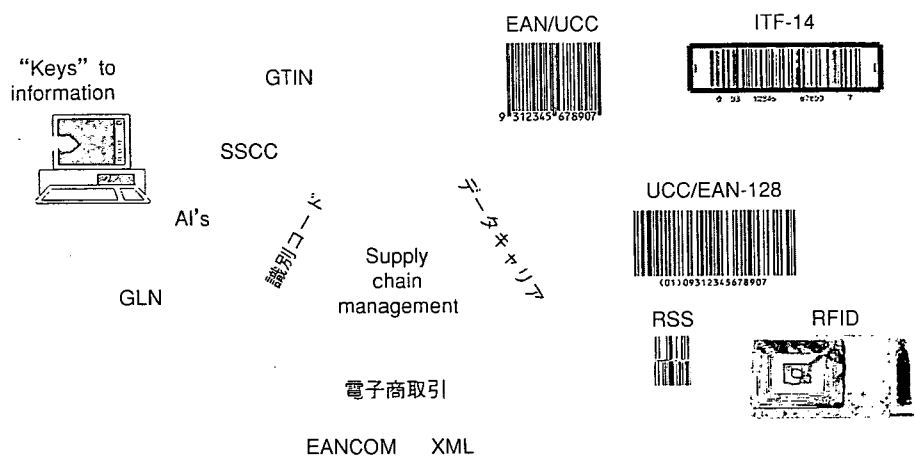 EAN/UCC
ITF-14
"Keys" to
information
GTIN
9 312345 678907
SSCC
AI's
識別コード
データキャリア
UCC/EAN-128
Supply
chain
management
(01)09312345678907
GLN
RSS
RFID
電子商取引
EANCOM XML